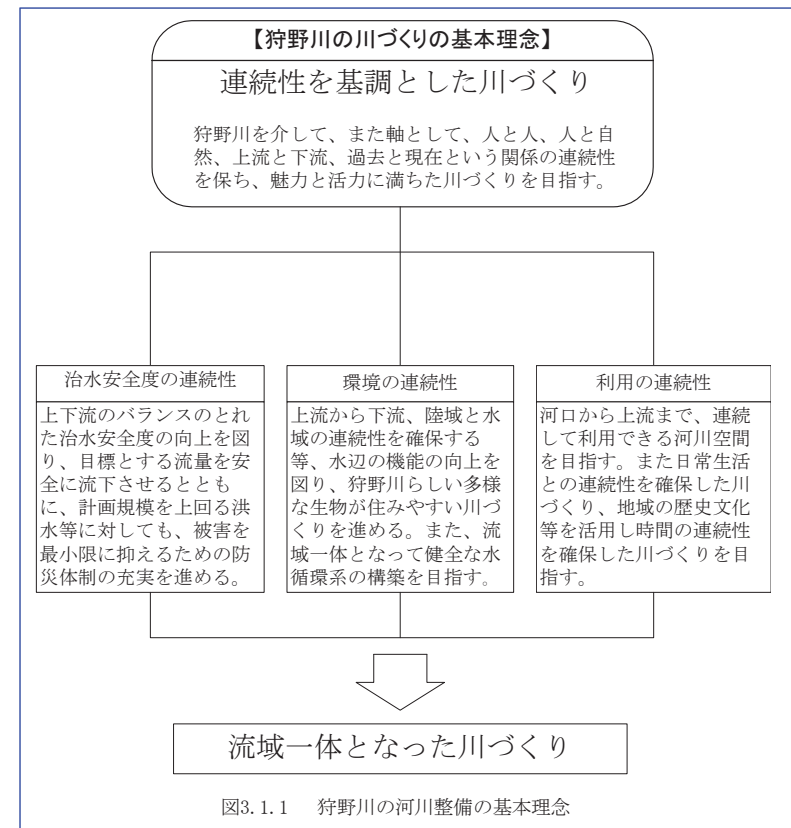 【狩野川の川づくりの基本理念】
連続性を基調とした川づくり
狩野川を介して、また軸として、人と人、人と自
然、上流と下流、過去と現在という関係の連続性
を保ち、魅力と活力に満ちた川づくりを目指す。
治水安全度の連続性
上下流のバランスのとれ
た治水安全度の向上を図
り、目標とする流量を安
全に流下させるととも
に、計画規模を上回る洪
水等に対しても、被害を
最小限に抑えるための防
災体制の充実を進める。
環境の連続性
上流から下流、陸域と水
域の連続性を確保する
等、水辺の機能の向上を
図り、狩野川らしい多様
な生物が住みやすい川づ
くりを進める。また、流
域一体となって健全な水
循環系の構築を目指す。
利用の連続性
河口から上流まで、連続
して利用できる河川空間
を目指す。また日常生活
との連続性を確保した川
づくり、地域の歴史文化
等を活用し時間の連続性
を確保した川づくりを目
指す。
流域一体となった川づくり
図3.1.1 狩野川の河川整備の基本理念